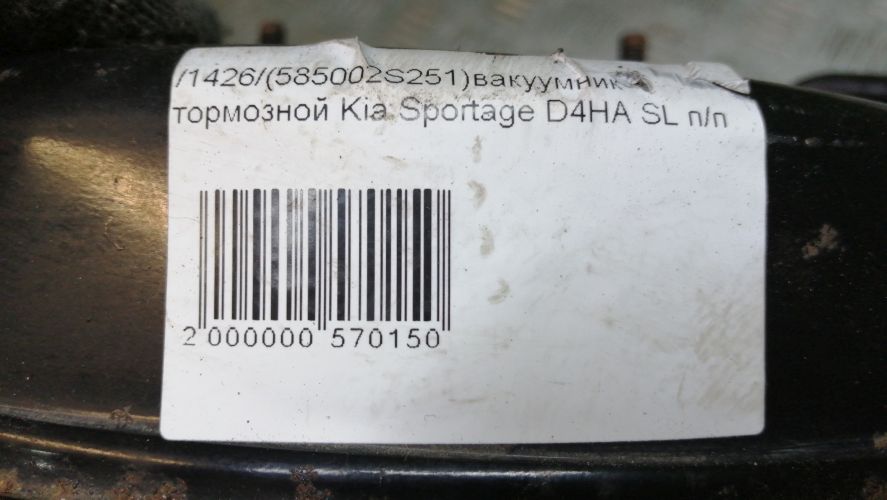 /1426/(585002S251)вакуумник
тормозной Kia Sportage D4HA SL п/п
2 000000 570150